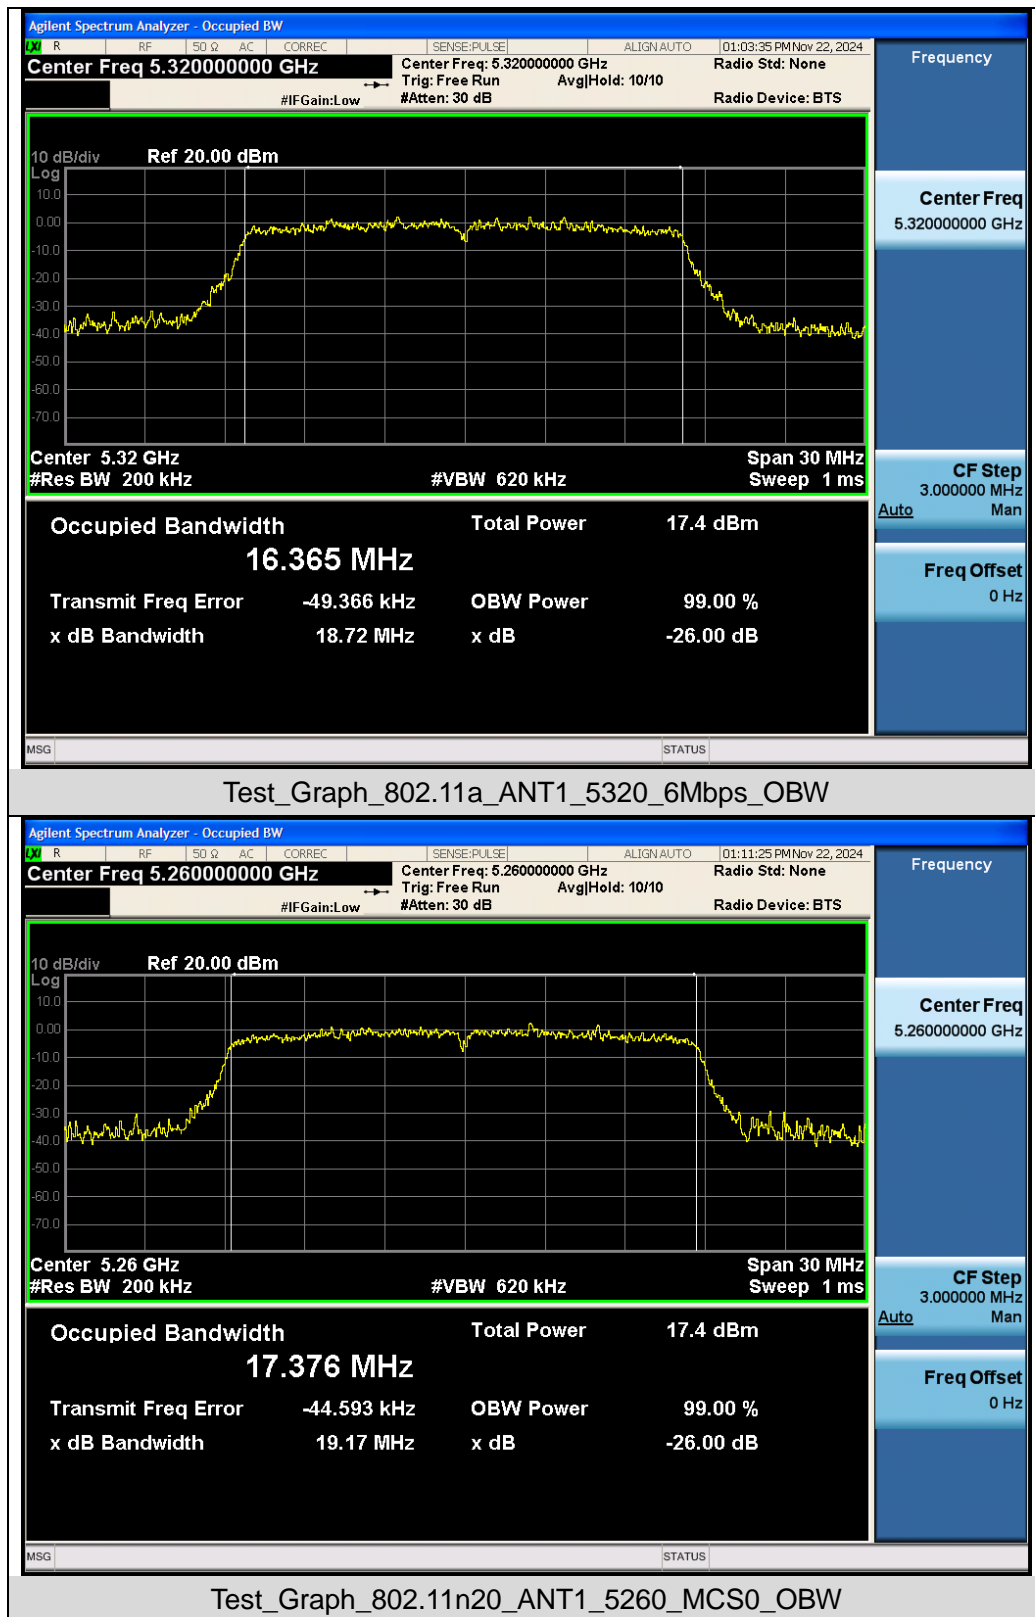 Agilent Spectrum Analyzer - Occupied BW
LXI R RF 50 Ω AC CORREC SENSE:PULSE ALIGN AUTO 01:03:35 PM Nov 22, 2024
Center Freq 5.320000000 GHz
Center Freq: 5.320000000 GHz Radio Std: None
Trig: Free Run Avg|Hold: 10/10
#IFGain:Low #Atten: 30 dB Radio Device: BTS
10 dB/div Ref 20.00 dBm
Log
10.0
0.00
-10.0
-20.0
-30.0
-40.0
-50.0
-60.0
-70.0
Center 5.32 GHz Span 30 MHz
#Res BW 200 kHz #VBW 620 kHz Sweep 1 ms
Occupied Bandwidth Total Power 17.4 dBm
16.365 MHz
Transmit Freq Error -49.366 kHz OBW Power 99.00 %
x dB Bandwidth 18.72 MHz x dB -26.00 dB
MSG STATUS
Frequency
Center Freq
5.320000000 GHz
CF Step
3.000000 MHz
Auto Man
Freq Offset
0 Hz
Test_Graph_802.11a_ANT1_5320_6Mbps_OBW
Agilent Spectrum Analyzer - Occupied BW
LXI R RF 50 Ω AC CORREC SENSE:PULSE ALIGN AUTO 01:11:25 PM Nov 22, 2024
Center Freq 5.260000000 GHz
Center Freq: 5.260000000 GHz Radio Std: None
Trig: Free Run Avg|Hold: 10/10
#IFGain:Low #Atten: 30 dB Radio Device: BTS
10 dB/div Ref 20.00 dBm
Log
10.0
0.00
-10.0
-20.0
-30.0
-40.0
-50.0
-60.0
-70.0
Center 5.26 GHz Span 30 MHz
#Res BW 200 kHz #VBW 620 kHz Sweep 1 ms
Occupied Bandwidth Total Power 17.4 dBm
17.376 MHz
Transmit Freq Error -44.593 kHz OBW Power 99.00 %
x dB Bandwidth 19.17 MHz x dB -26.00 dB
MSG STATUS
Frequency
Center Freq
5.260000000 GHz
CF Step
3.000000 MHz
Auto Man
Freq Offset
0 Hz
Test_Graph_802.11n20_ANT1_5260_MCS0_OBW